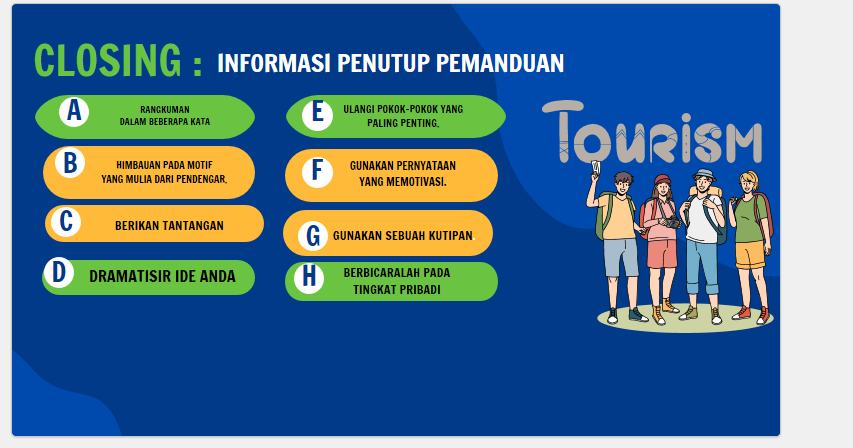 CLOSING : INFORMASI PENUTUP PEMANDUAN
A
RANGKUMAN
DALAM BEBERAPA KATA
B
HIMBAUAN PADA MOTIF
YANG MULIA DARI PENDENGAR.
C
BERIKAN TANTANGAN
D
DRAMATISIR IDE ANDA
E
ULANGI POKOK-POKOK YANG
PALING PENTING.
F
GUNAKAN PERNYATAAN
YANG MEMOTIVASI.
G
GUNAKAN SEBUAH KUTIPAN
H
BERBICARALAH PADA
TINGKAT PRIBADI
TOURISM